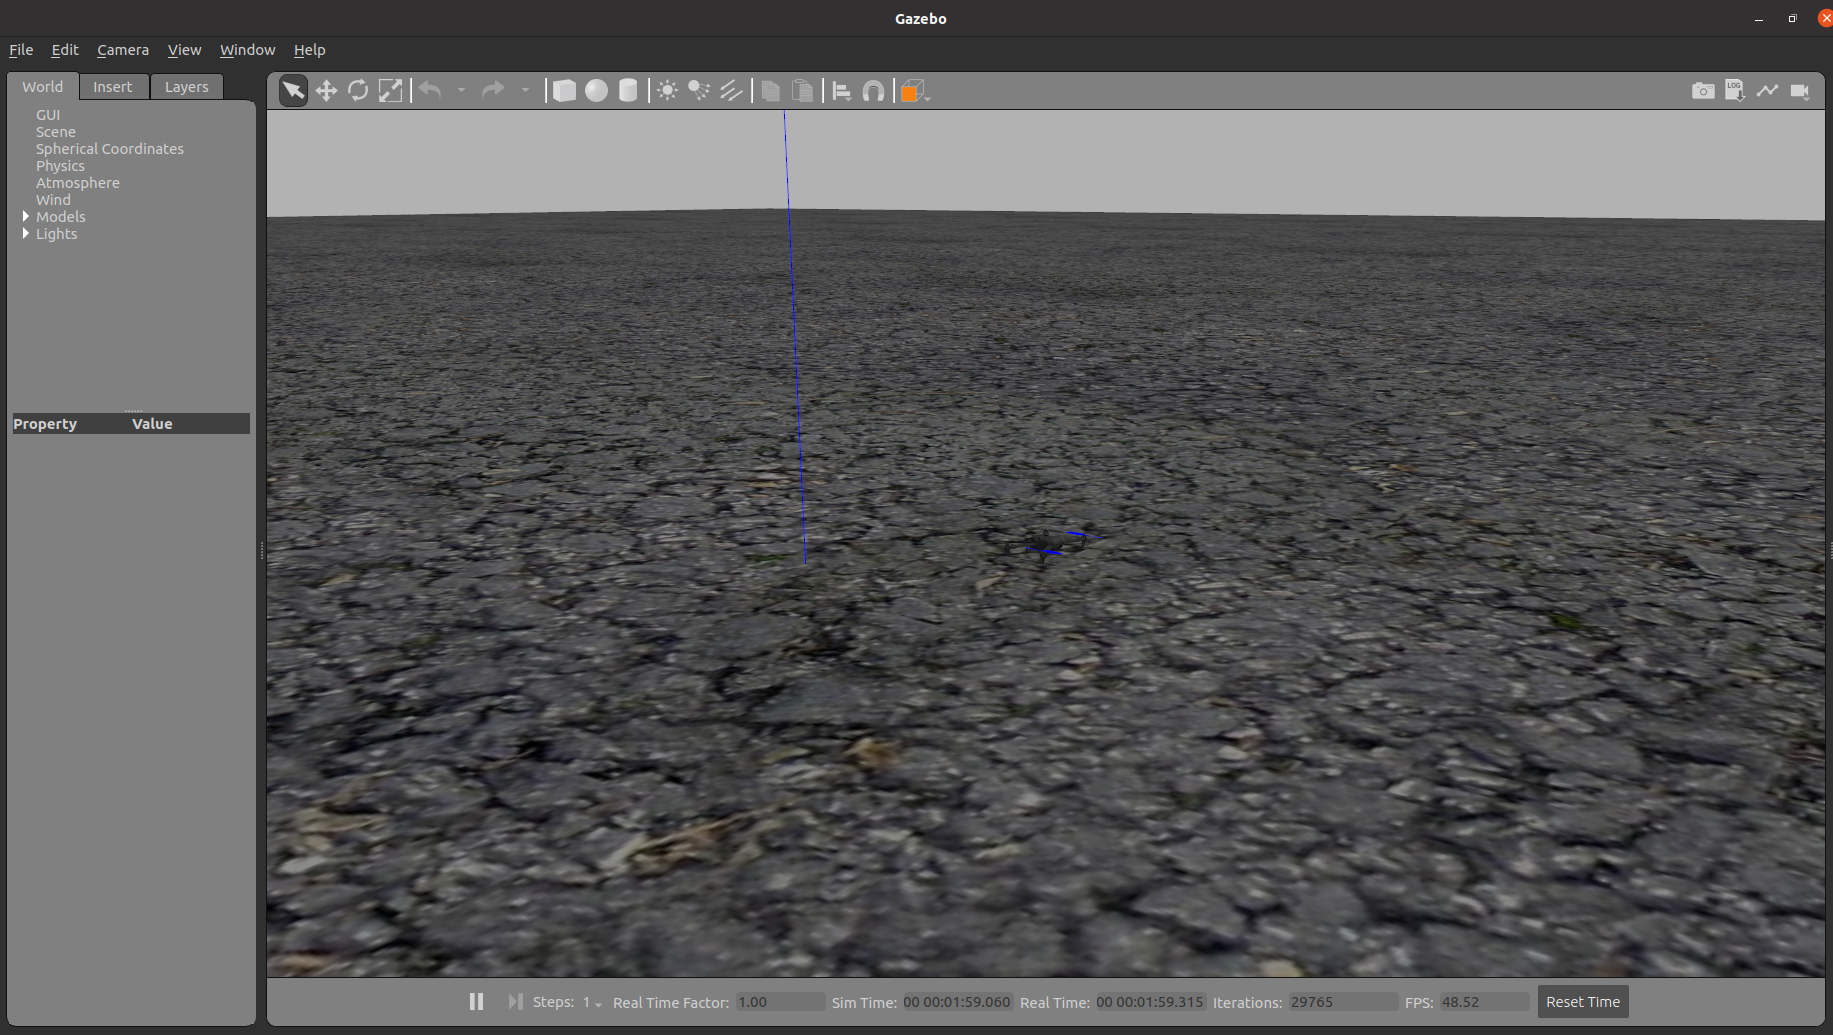 Gazebo
File Edit Camera View Window Help
World Insert Layers
GUI
Scene
Spherical Coordinates
Physics
Atmosphere
Wind
Models
Lights
Property Value
LOG
Steps: 1 Real Time Factor: 1.00 Sim Time: 00 00:01:59.060 Real Time: 00 00:01:59.315 Iterations: 29765 FPS: 48.52 Reset Time